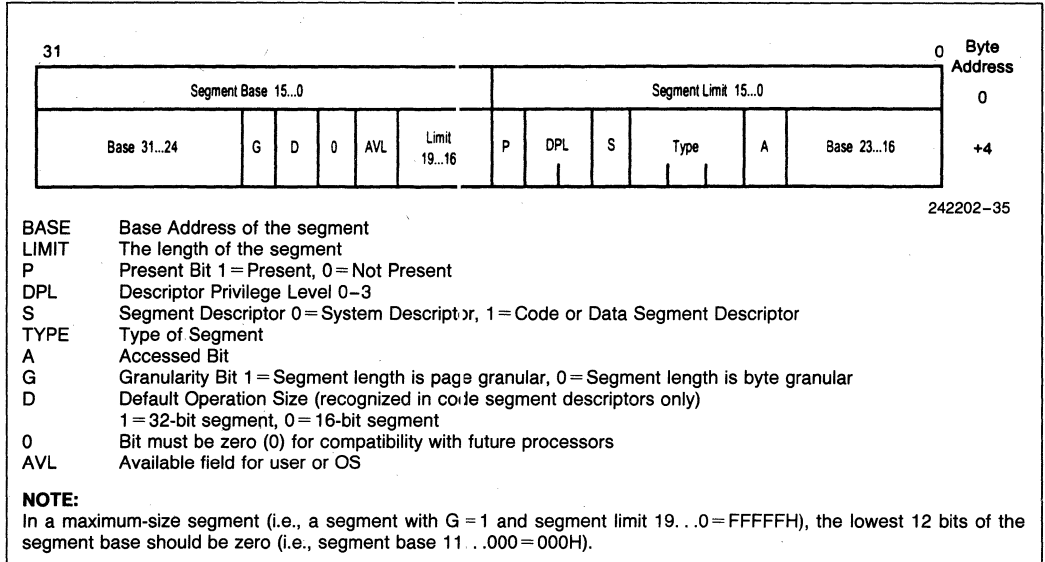 31 0 Byte Address
Segment Base 15...0 Segment Limit 15...0 0
Base 31...24 G D 0 AVL Limit 19...16 P DPL S Type A Base 23...16 +4
242202–35
BASE Base Address of the segment
LIMIT The length of the segment
P Present Bit 1=Present, 0=Not Present
DPL Descriptor Privilege Level 0–3
S Segment Descriptor 0=System Descriptor, 1=Code or Data Segment Descriptor
TYPE Type of Segment
A Accessed Bit
G Granularity Bit 1=Segment length is page granular, 0=Segment length is byte granular
D Default Operation Size (recognized in code segment descriptors only)
1=32-bit segment, 0=16-bit segment
0 Bit must be zero (0) for compatibility with future processors
AVL Available field for user or OS
NOTE:
In a maximum-size segment (i.e., a segment with G=1 and segment limit 19...0=FFFFFH), the lowest 12 bits of the
segment base should be zero (i.e., segment base 11...000=000H).